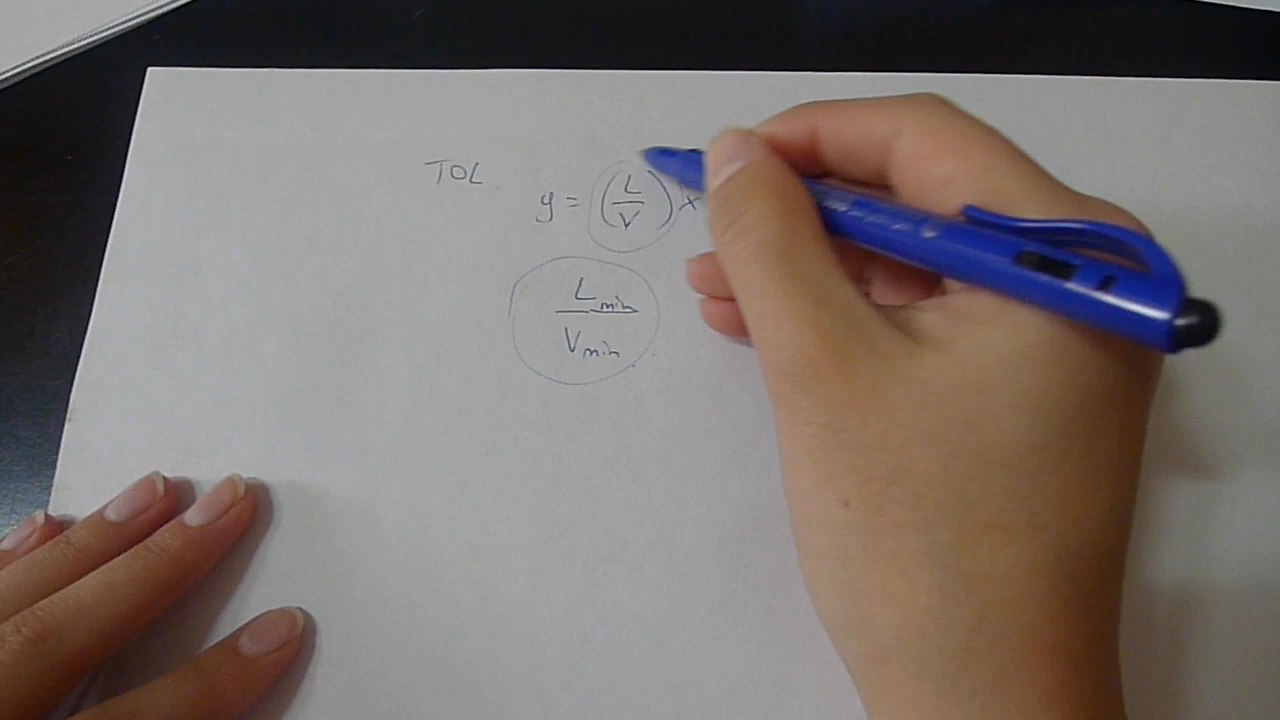 TOL
y = (L/V) x
L min
V min